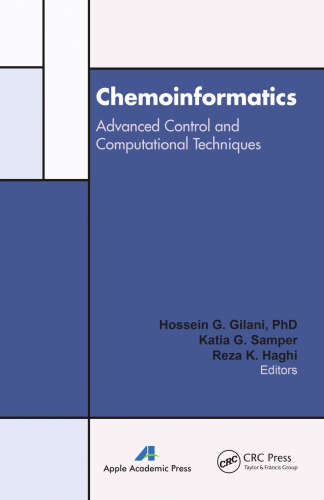 Chemoinformatics
Advanced Control and
Computational Techniques
Hossein G. Gilani, PhD
Katia G. Samper
Reza K. Haghi
Editors
Apple Academic Press
CRC
CRC Press
Taylor & Francis Group